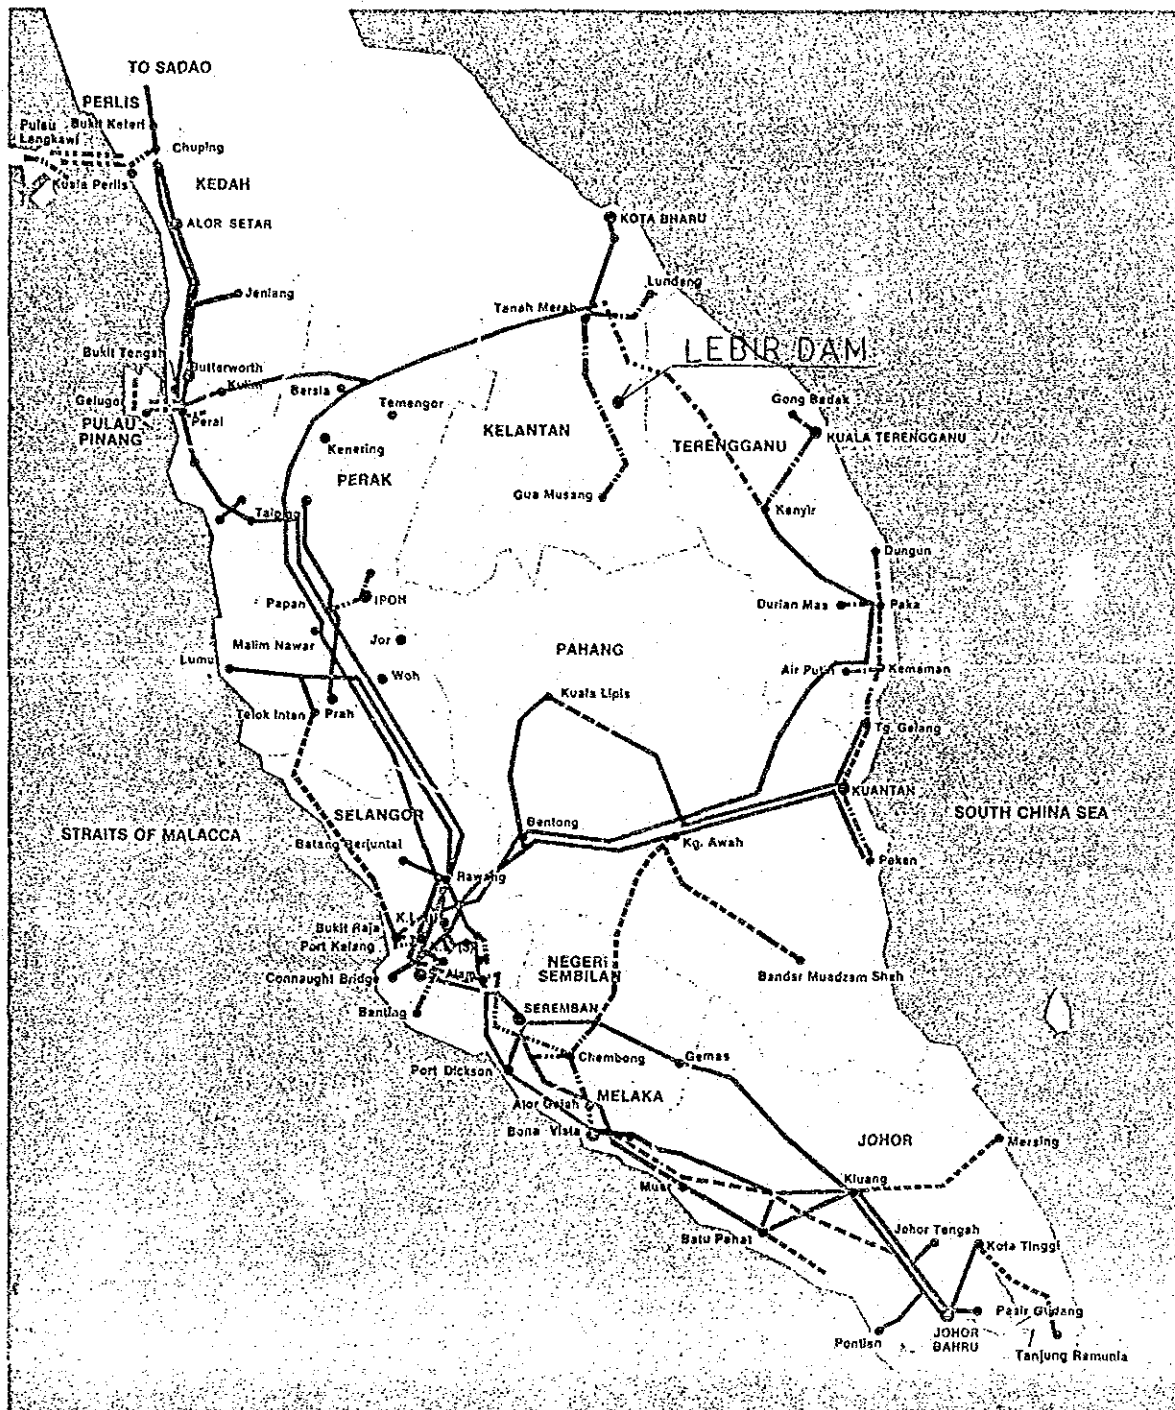 TO SADAO
PERLIS
Pulau
Langkawi
Bukit Keteri
Chuping
Kuala Perlis
KEDAH
ALOR SETAR
KOTA BHARU
Jeniang
Lundang
Tanah Merah
Bukit Tengah
LEBIR DAM
Butterworth
Kulim
Bersia
Gelugor
Temengor
Gong Badak
PULAU
PINANG
Perai
KELANTAN
TERENGGANU
KUALA TERENGGANU
Kenering
PERAK
Gua Musang
Kenyir
Taiping
Dungun
Papan
IPOH
Durian Mas
Paka
Malim Nawar
Jor
PAHANG
Lumut
Woh
Air Putih
Kemaman
Kuala Lipis
Telok Intan
Prah
Tg. Gelang
KUANTAN
SELANGOR
SOUTH CHINA SEA
STRAITS OF MALACCA
Bentong
Batang Berjuntai
Kg. Awah
Pekan
Rawang
Bukit Raja
Port Kelang
NEGERI
SEMBILAN
Connaught Bridge
Alam
Bandar Muadzam Shah
Banting
SEREMBAN
Chembong
Gemas
Port Dickson
MELAKA
Alor Gajah
Bona Vista
JOHOR
Mersing
Muar
Kluang
Batu Pahat
Johor Tengah
Kota Tinggi
Pasir Gudang
Pontian
JOHOR
BAHRU
Tanjung Ramunia